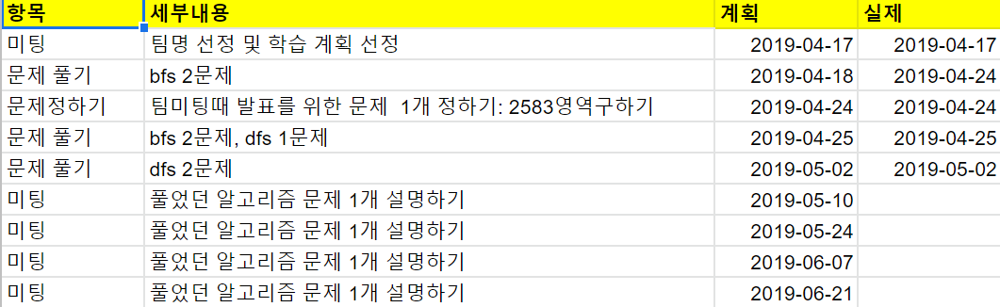 항목 세부내용 계획 실제
미팅 팀명 선정 및 학습 계획 선정 2019-04-17 2019-04-17
문제 풀기 bfs 2문제 2019-04-18 2019-04-24
문제정하기 팀미팅때 발표를 위한 문제  1개 정하기: 2583영역구하기 2019-04-24 2019-04-24
문제 풀기 bfs 2문제, dfs 1문제 2019-04-25 2019-04-25
문제 풀기 dfs 2문제 2019-05-02 2019-05-02
미팅 풀었던 알고리즘 문제 1개 설명하기 2019-05-10
미팅 풀었던 알고리즘 문제 1개 설명하기 2019-05-24
미팅 풀었던 알고리즘 문제 1개 설명하기 2019-06-07
미팅 풀었던 알고리즘 문제 1개 설명하기 2019-06-21